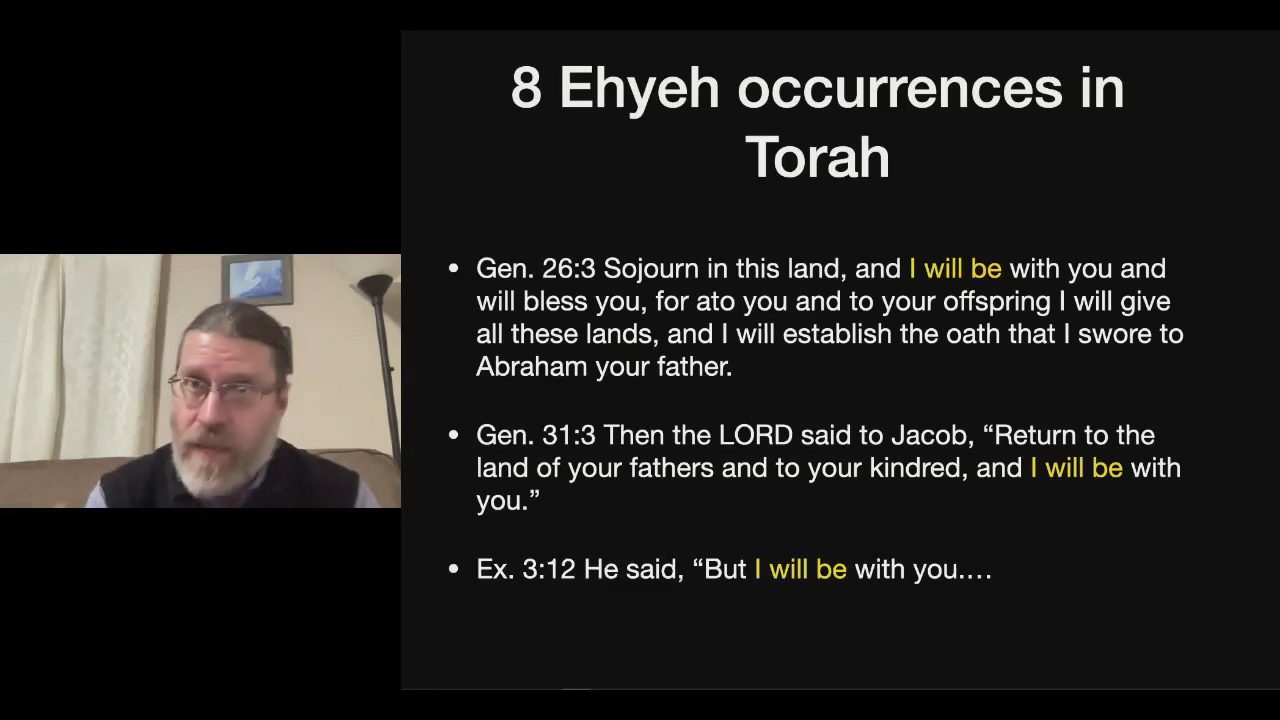 8 Ehyeh occurrences in
Torah
• Gen. 26:3 Sojourn in this land, and I will be with you and
will bless you, for ato you and to your offspring I will give
all these lands, and I will establish the oath that I swore to
Abraham your father.
• Gen. 31:3 Then the LORD said to Jacob, “Return to the
land of your fathers and to your kindred, and I will be with
you.”
• Ex. 3:12 He said, “But I will be with you.…